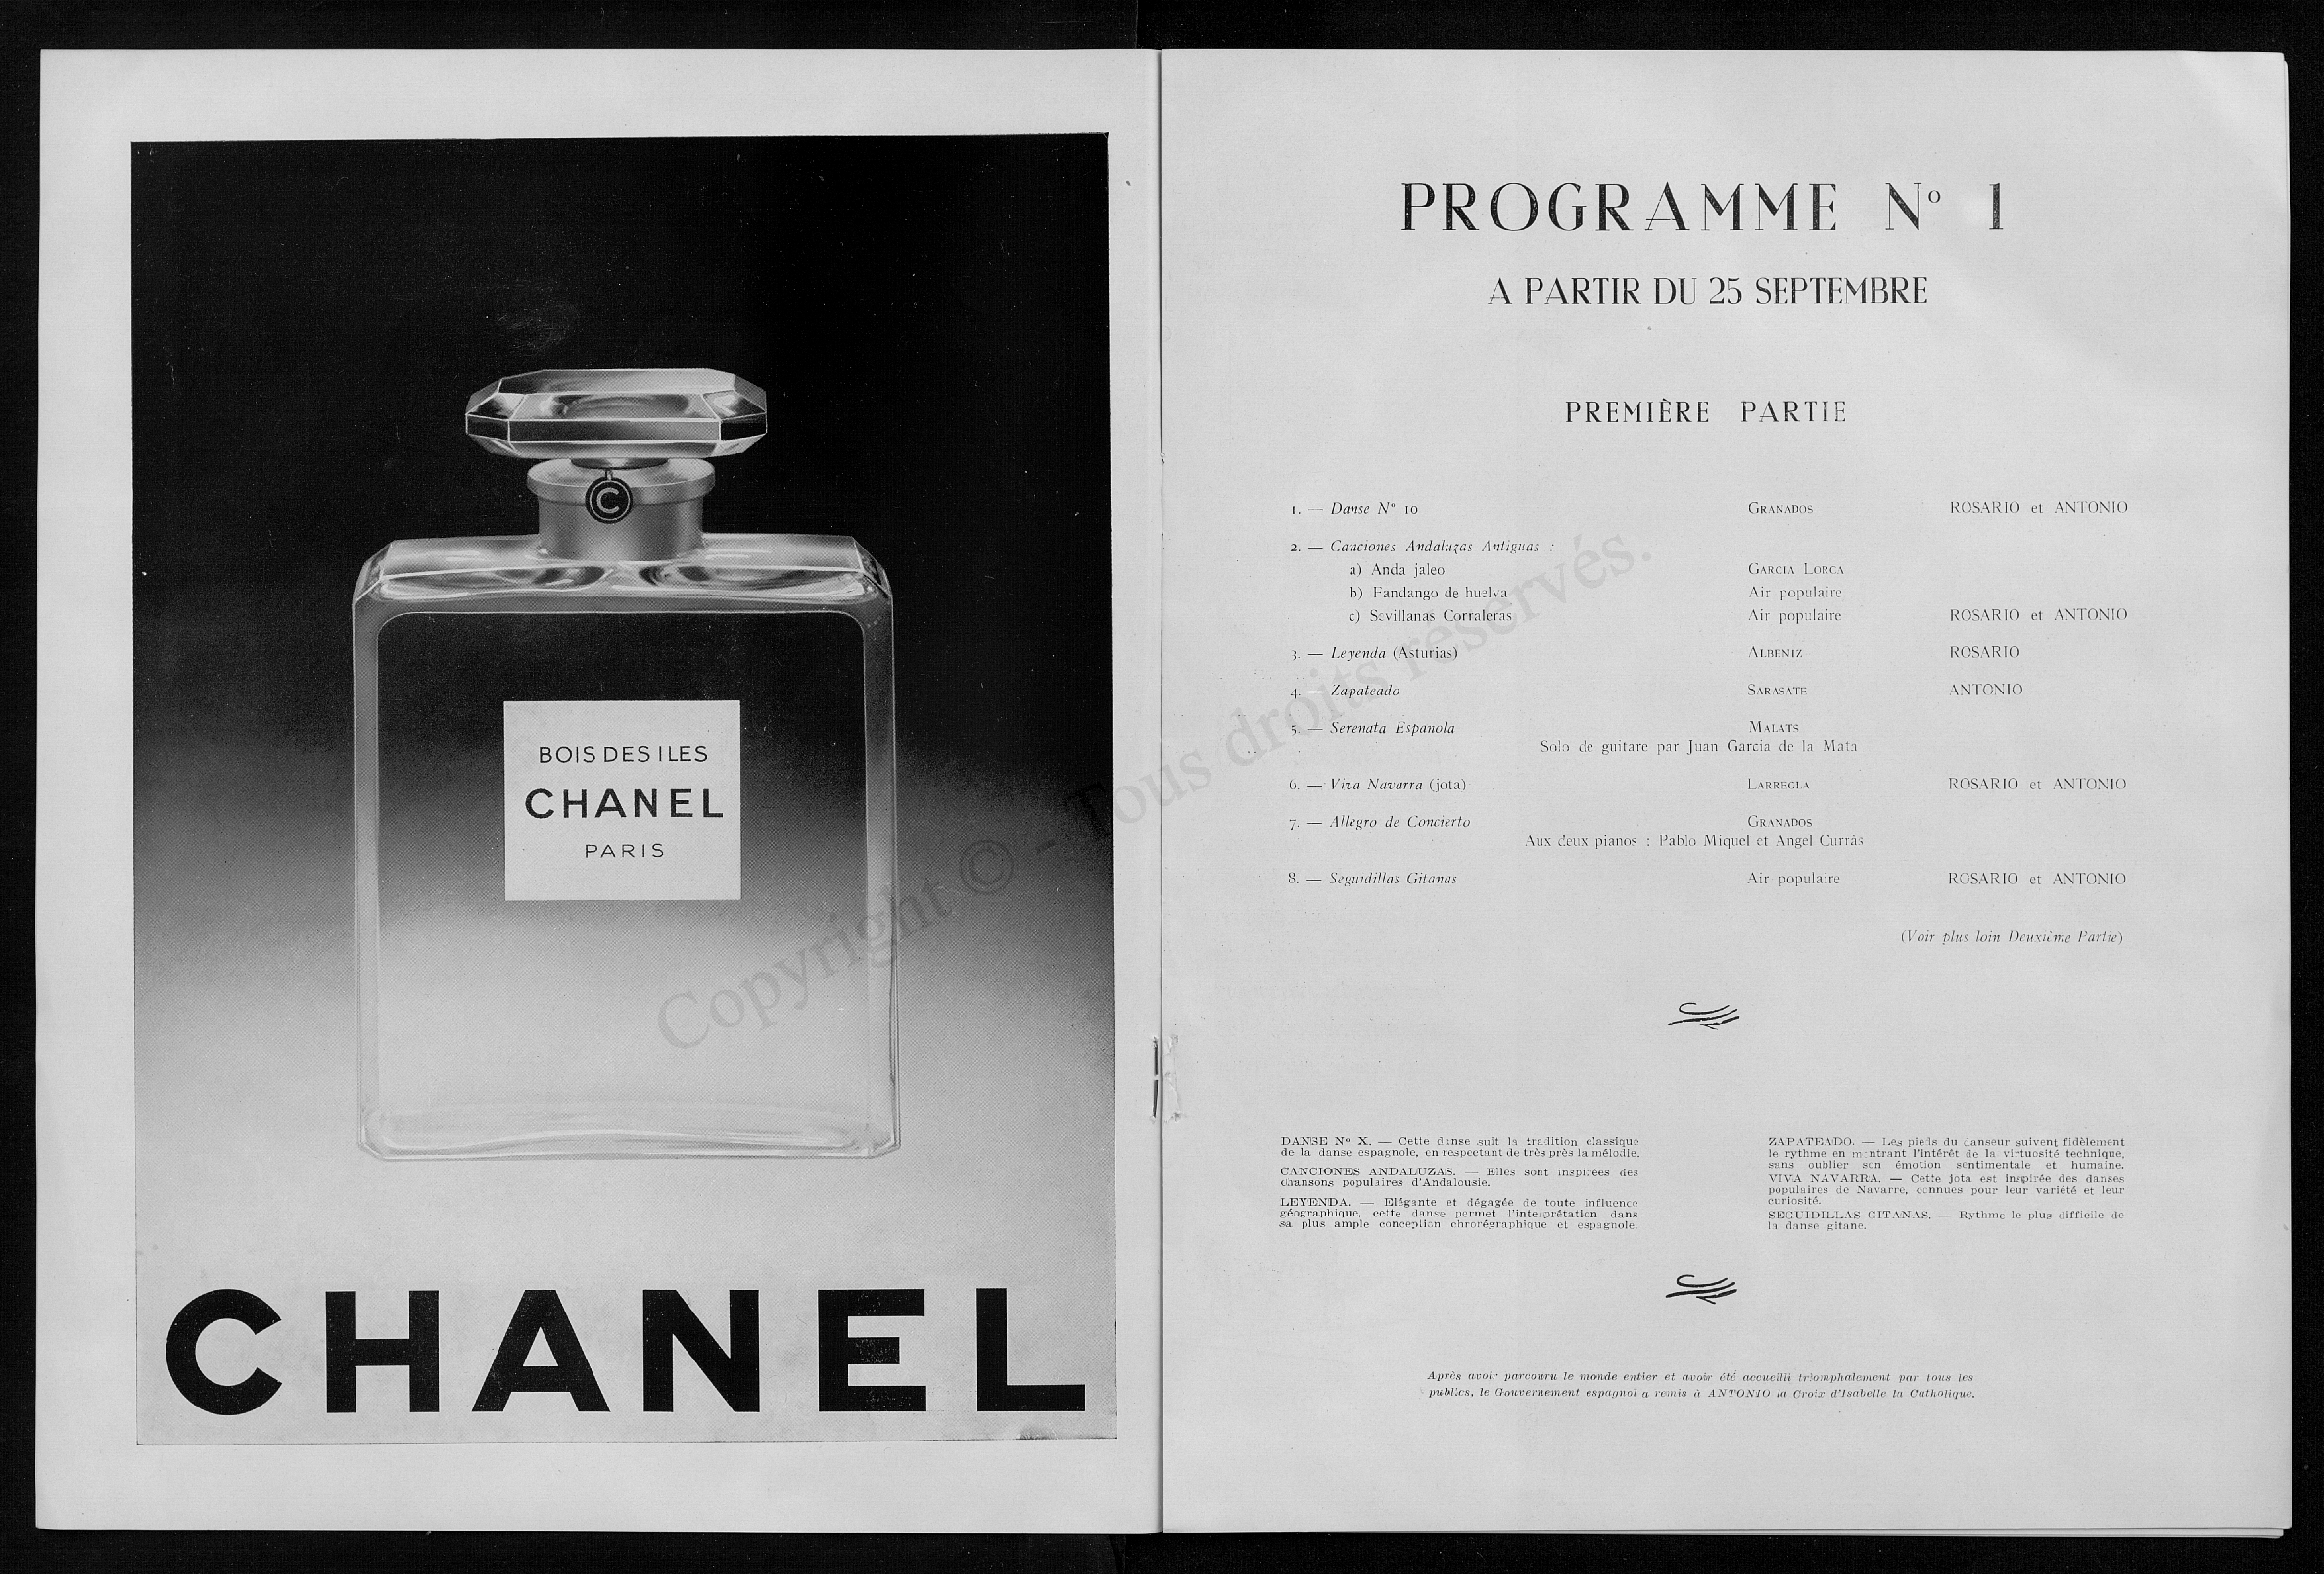 C
BOIS DES ILES
CHANEL
PARIS
CHANEL
PROGRAMME Nº 1
A PARTIR DU 25 SEPTEMBRE
PREMIÈRE PARTIE
1. — Danse Nº 10 GRANADOS ROSARIO et ANTONIO
2. — Canciones Andaluzas Antiguas :
a) Anda jaleo GARCIA LORCA
b) Fandango de huelva Air populaire
c) Sevillanas Corraleras Air populaire ROSARIO et ANTONIO
3. — Leyenda (Asturias) ALBENIZ ROSARIO
4. — Zapateado SARASATE ANTONIO
5. — Serenata Espanola MALATS
Solo de guitare par Juan Garcia de la Mata
6. — Viva Navarra (jota) LARREGLA ROSARIO et ANTONIO
7. — Allegro de Concierto GRANADOS
Aux deux pianos : Pablo Miquel et Angel Curràs
8. — Seguidillas Gitanas Air populaire ROSARIO et ANTONIO
(Voir plus loin Deuxième Partie)
DANSE Nº X. — Cette danse suit la tradition classique
de la danse espagnole, en respectant de très près la mélodie.
CANCIONES ANDALUZAS. — Elles sont inspirées des
chansons populaires d'Andalousie.
LEYENDA. — Elégante et dégagée de toute influence
géographique, cette danse permet l'interprétation dans
sa plus ample conception chrorégraphique et espagnole.
ZAPATEADO. — Les pieds du danseur suivent fidèlement
le rythme en montrant l'intérêt de la virtuosité technique,
sans oublier son émotion sentimentale et humaine.
VIVA NAVARRA. — Cette jota est inspirée des danses
populaires de Navarre, connues pour leur variété et leur
curiosité.
SEGUIDILLAS GITANAS. — Rythme le plus difficile de
la danse gitane.
Après avoir parcouru le monde entier et avoir été accueilli triomphalement par tous les
publics, le Gouvernement espagnol a remis à ANTONIO la Croix d'Isabelle la Catholique.
Copyright © - Tous droits réservés.